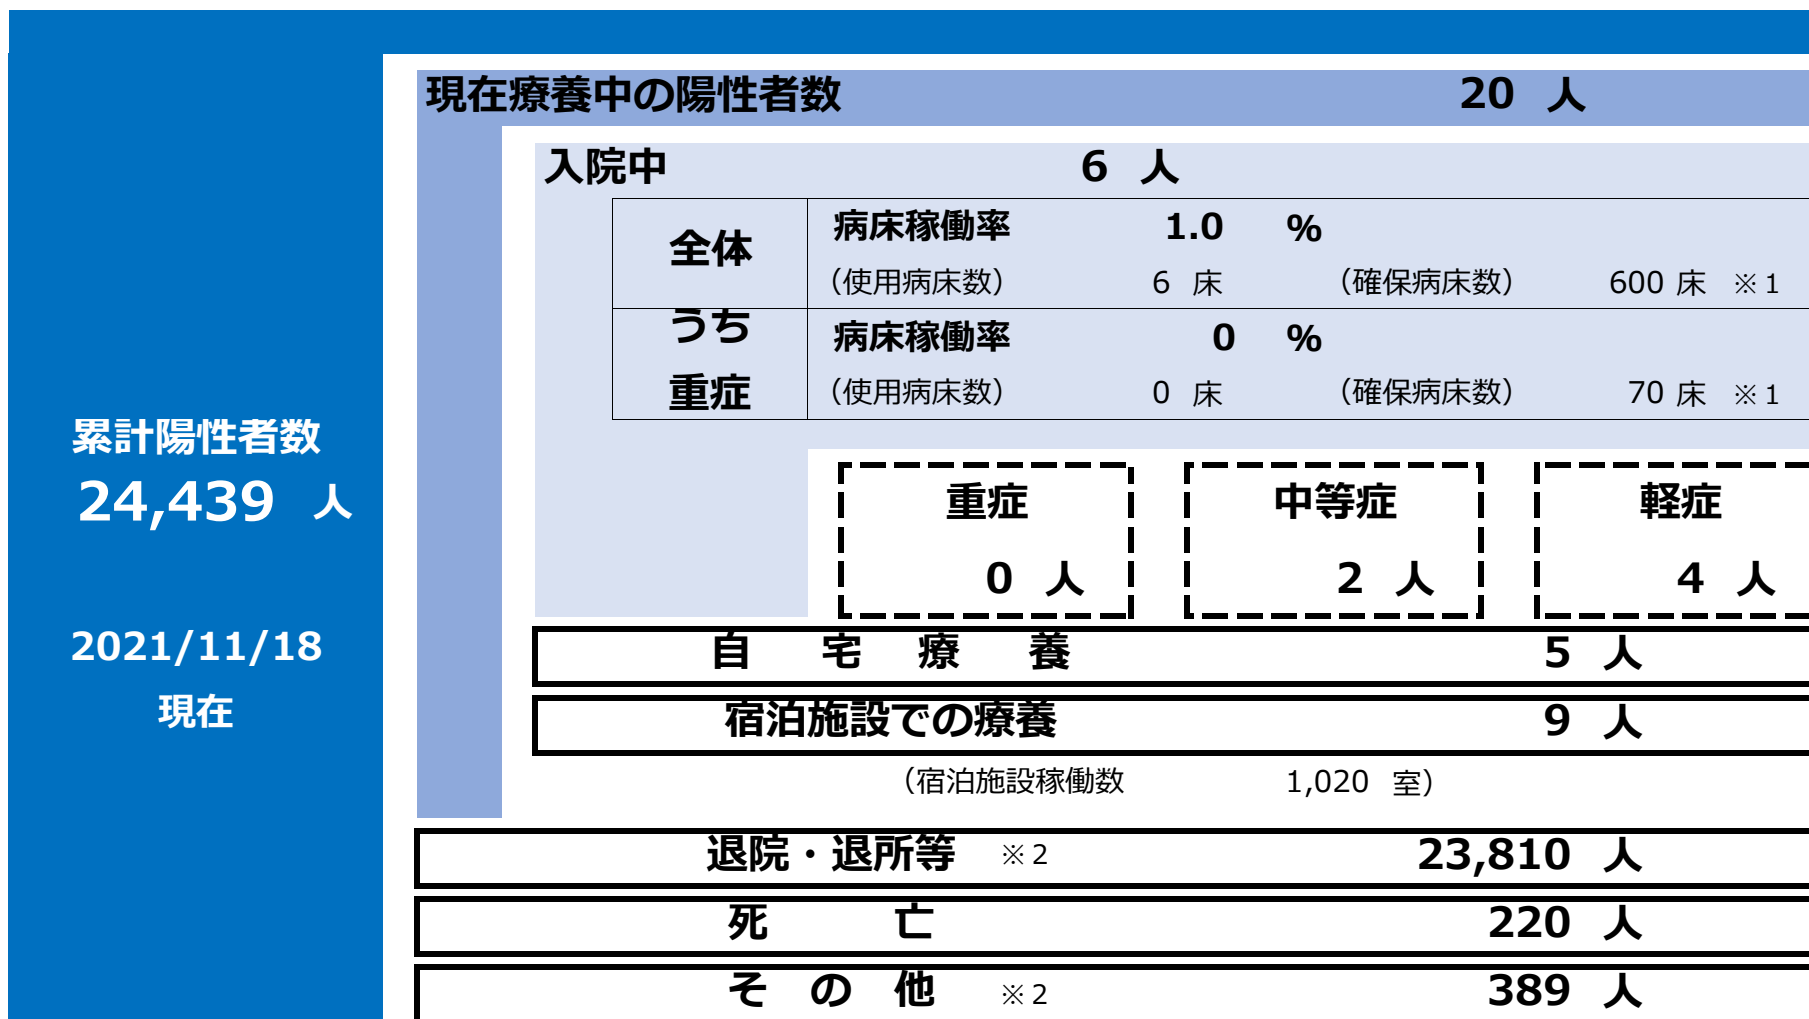 現在療養中の陽性者数 20 人
入院中 6 人
全体 病床稼働率 1.0 %
（使用病床数） 6 床 （確保病床数） 600 床 ※1
うち 病床稼働率 0 %
重症 （使用病床数） 0 床 （確保病床数） 70 床 ※1
累計陽性者数
24,439 人
2021/11/18
現在
重症 中等症 軽症
0 人 2 人 4 人
自宅療養 5 人
宿泊施設での療養 9 人
（宿泊施設稼働数 1,020 室）
退院・退所等 ※2 23,810 人
死亡 220 人
その他 ※2 389 人